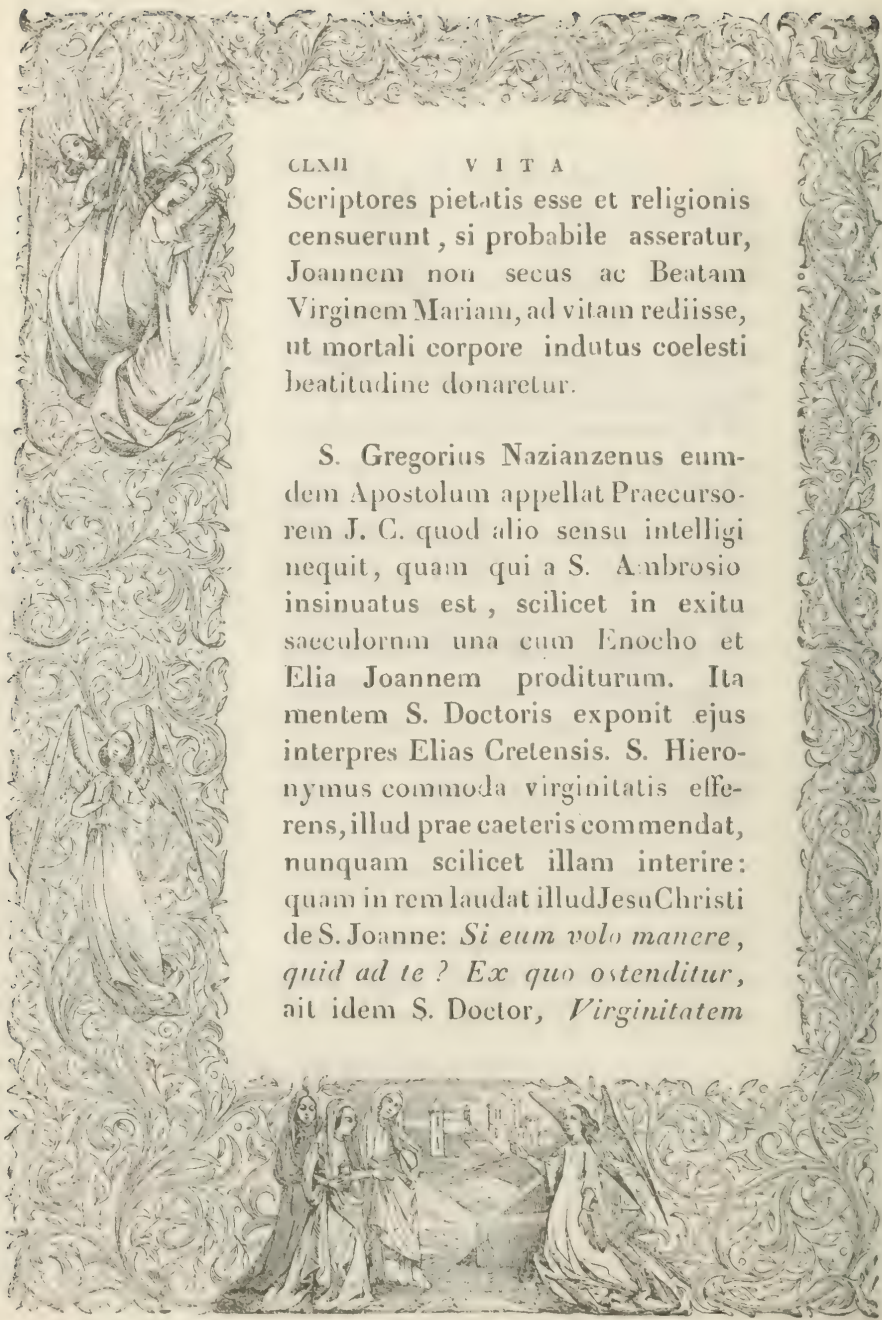 CLXII V I T A
Scriptores pietatis esse et religionis
censuerunt, si probabile asseratur,
Joannem non secus ac Beatam
Virginem Mariam, ad vitam rediisse,
ut mortali corpore indutus coelesti
beatitudine donaretur.
S. Gregorius Nazianzenus eum-
dem Apostolum appellat Praecurso-
rem J. C. quod alio sensu intelligi
nequit, quam qui a S. Ambrosio
insinuatus est, scilicet in exitu
saeculorum una cum Enocho et
Elia Joannem proditurum. Ita
mentem S. Doctoris exponit ejus
interpres Elias Cretensis. S. Hiero-
nymus commoda virginitatis effe-
rens, illud prae caeteris commendat,
nunquam scilicet illam interire:
quam in rem laudat illud Jesu Christi
de S. Joanne: Si eum volo manere,
quid ad te? Ex quo ostenditur,
ait idem S. Doctor, Virginitatem